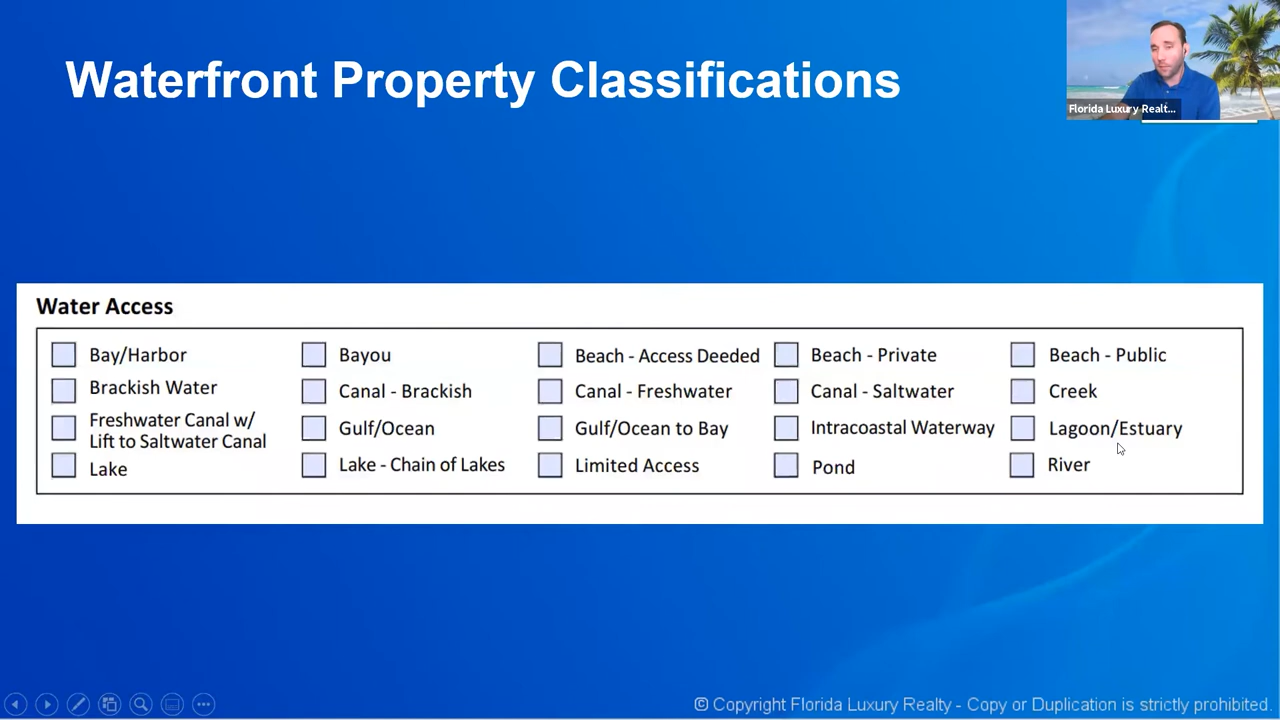 Waterfront Property Classifications
Florida Luxury Realt...
Water Access
Bay/Harbor
Bayou
Beach - Access Deeded
Beach - Private
Beach - Public
Brackish Water
Canal - Brackish
Canal - Freshwater
Canal - Saltwater
Creek
Freshwater Canal w/
Lift to Saltwater Canal
Gulf/Ocean
Gulf/Ocean to Bay
Intracoastal Waterway
Lagoon/Estuary
Lake
Lake - Chain of Lakes
Limited Access
Pond
River
© Copyright Florida Luxury Realty - Copy or Duplication is strictly prohibited.